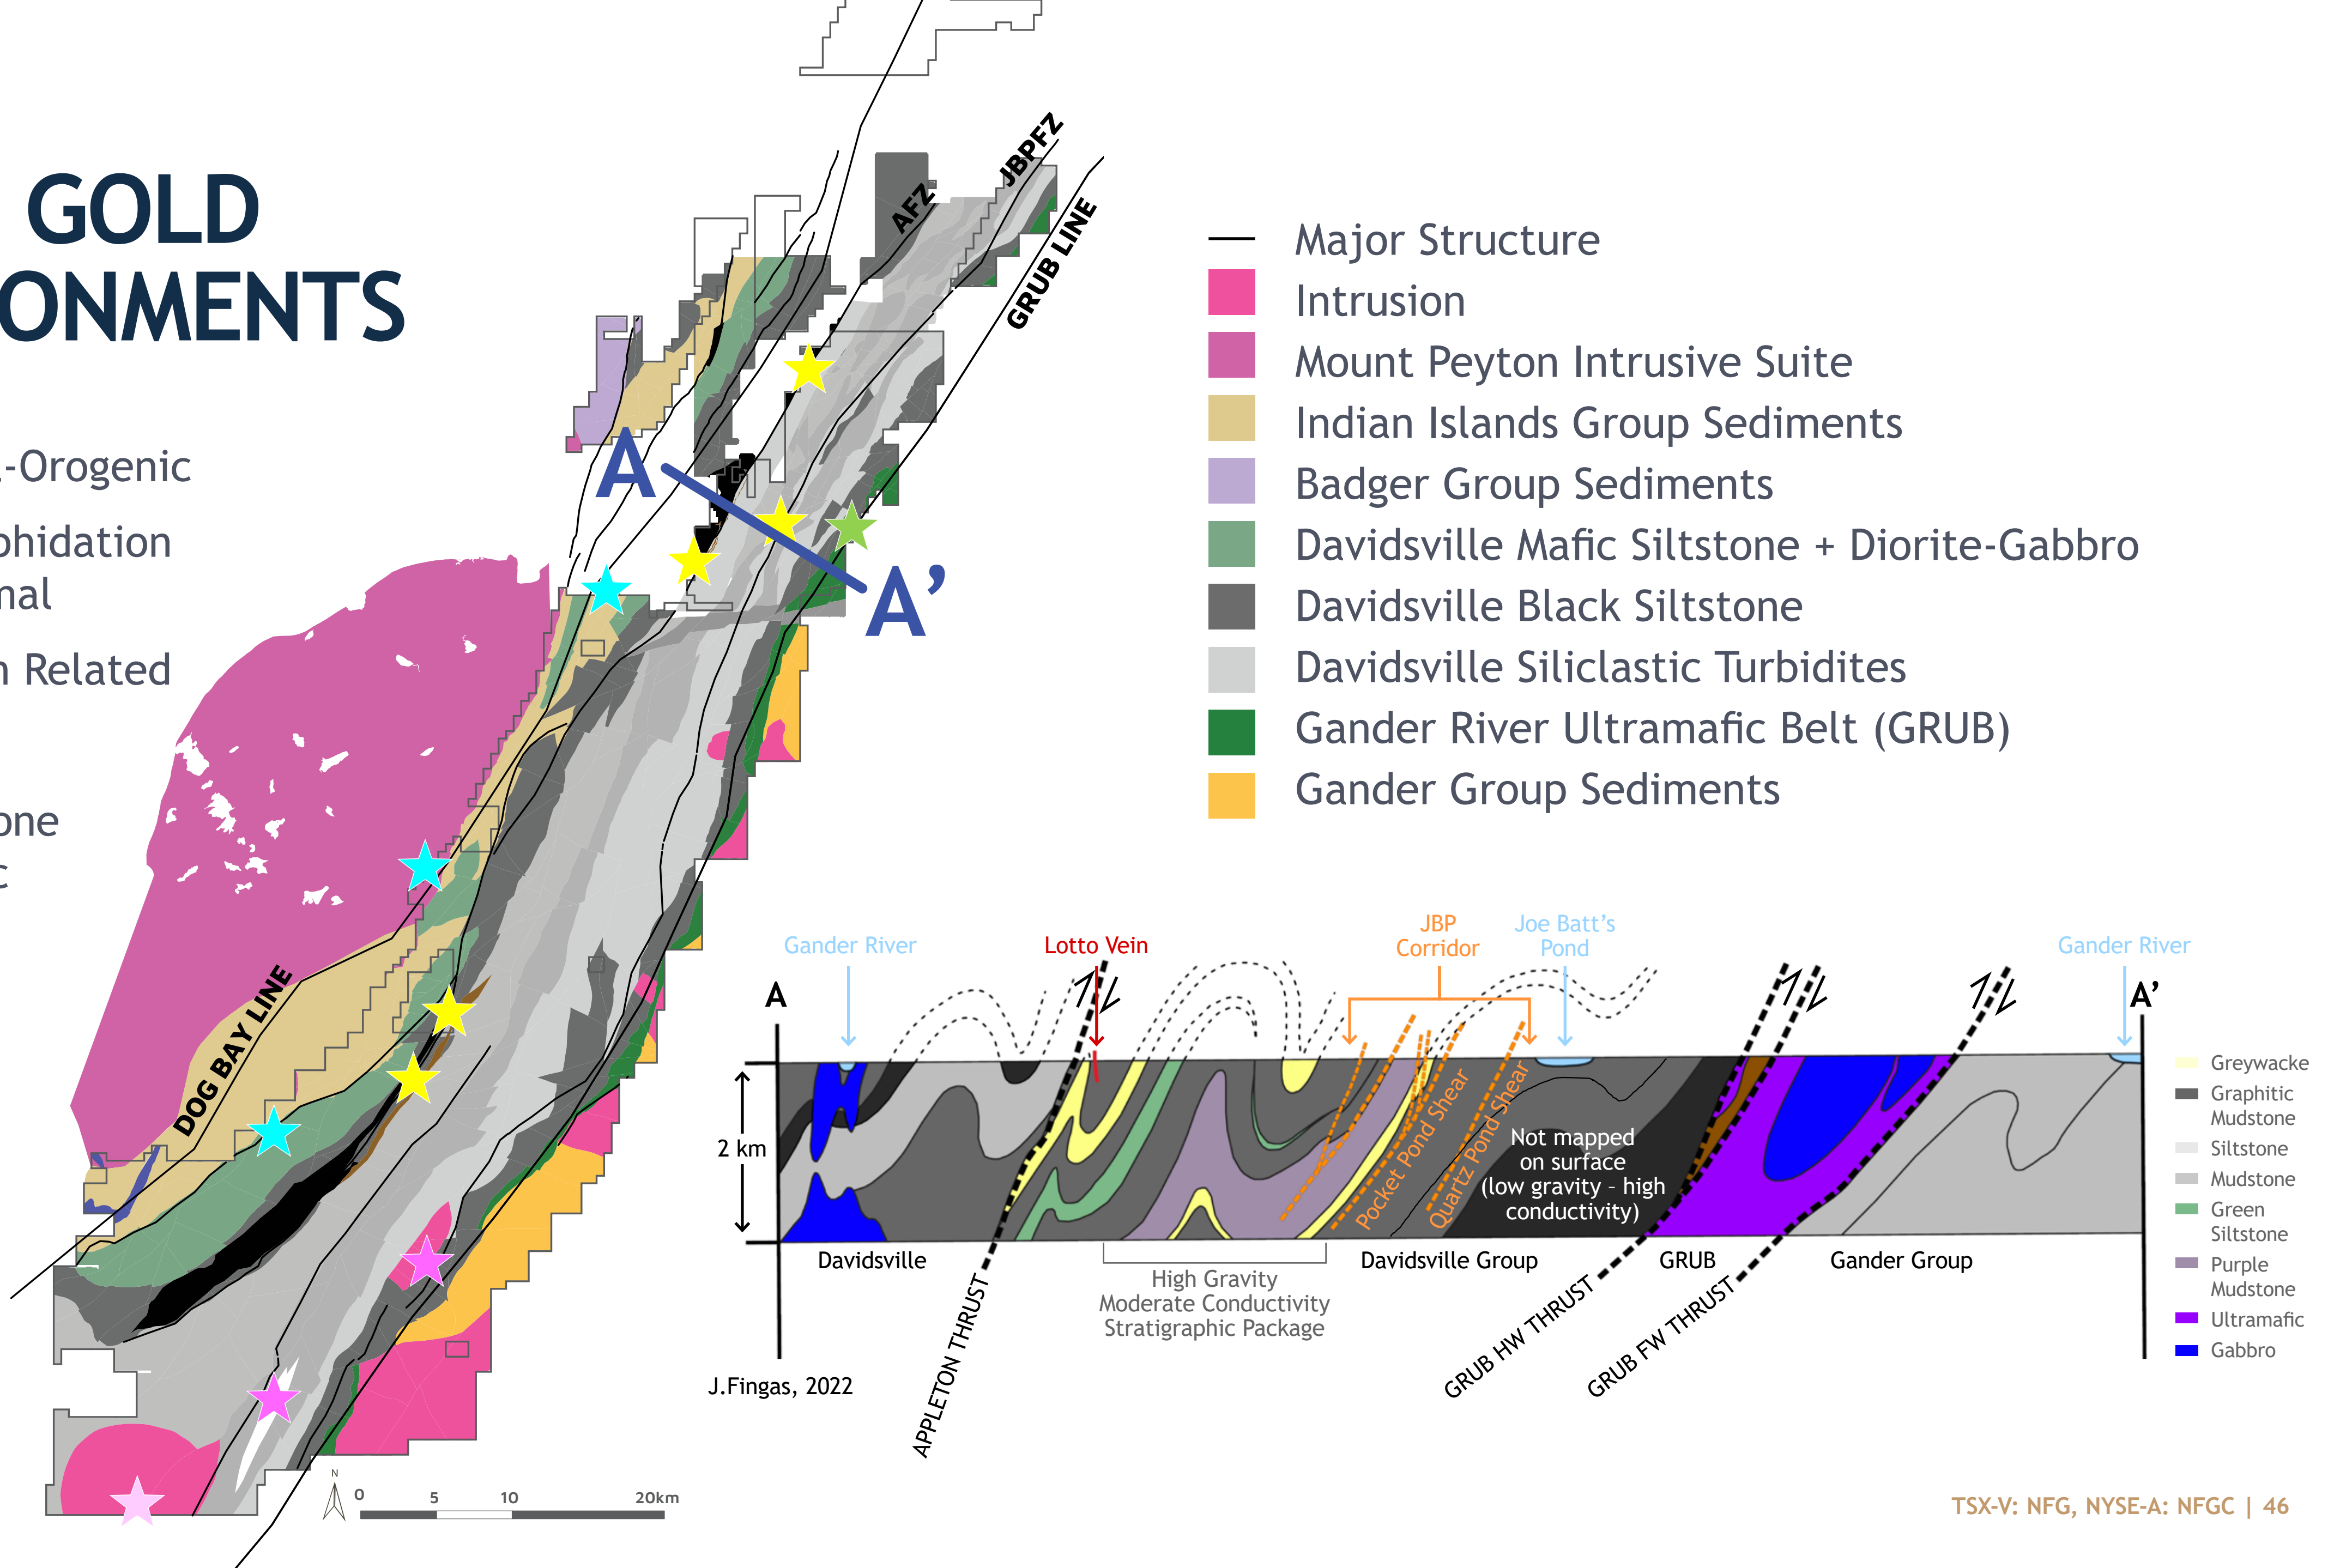 GOLD
ONMENTS
-Orogenic
phidation
nal
n Related
one
c
AFZ
JBPFZ
GRUB LINE
A
A’
DOG BAY LINE
N
0 5 10 20km
Major Structure
Intrusion
Mount Peyton Intrusive Suite
Indian Islands Group Sediments
Badger Group Sediments
Davidsville Mafic Siltstone + Diorite-Gabbro
Davidsville Black Siltstone
Davidsville Siliclastic Turbidites
Gander River Ultramafic Belt (GRUB)
Gander Group Sediments
Gander River
Lotto Vein
JBP
Corridor
Joe Batt’s
Pond
Gander River
A
A’
2 km
Pocket Pond Shear
Quartz Pond Shear
Not mapped
on surface
(low gravity - high
conductivity)
Davidsville
Davidsville Group
GRUB
Gander Group
High Gravity
Moderate Conductivity
Stratigraphic Package
APPLETON THRUST
GRUB HW THRUST
GRUB FW THRUST
J.Fingas, 2022
Greywacke
Graphitic
Mudstone
Siltstone
Mudstone
Green
Siltstone
Purple
Mudstone
Ultramafic
Gabbro
TSX-V: NFG, NYSE-A: NFGC | 46